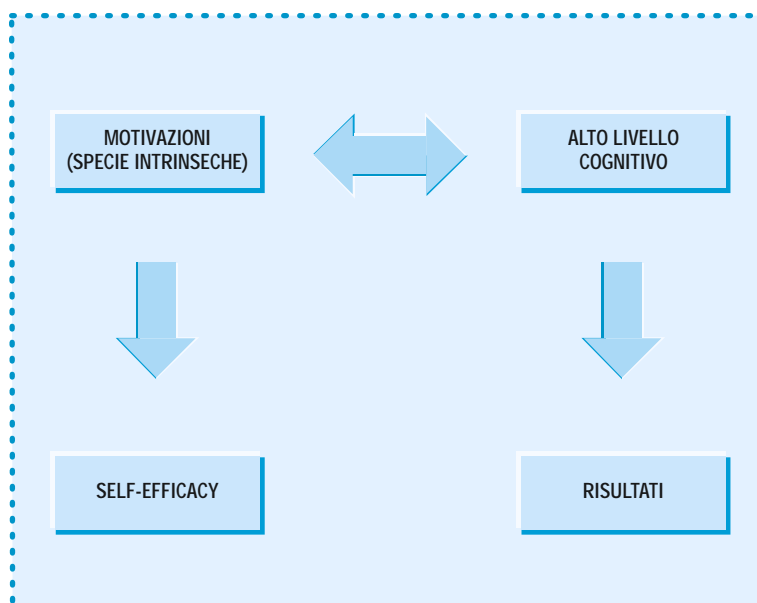 MOTIVAZIONI
(SPECIE INTRINSECHE)
ALTO LIVELLO
COGNITIVO
SELF-EFFICACY
RISULTATI